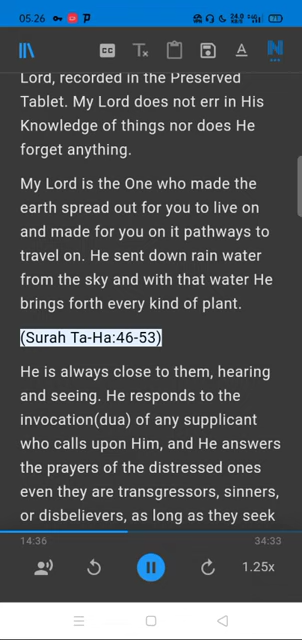 05.26
CC
Lord, recorded in the Preserved
Tablet. My Lord does not err in His
Knowledge of things nor does He
forget anything.
My Lord is the One who made the
earth spread out for you to live on
and made for you on it pathways to
travel on. He sent down rain water
from the sky and with that water He
brings forth every kind of plant.
(Surah Ta-Ha:46-53)
He is always close to them, hearing
and seeing. He responds to the
invocation(dua) of any supplicant
who calls upon Him, and He answers
the prayers of the distressed ones
even they are transgressors, sinners,
or disbelievers, as long as they seek
14:36
34:33
1.25x